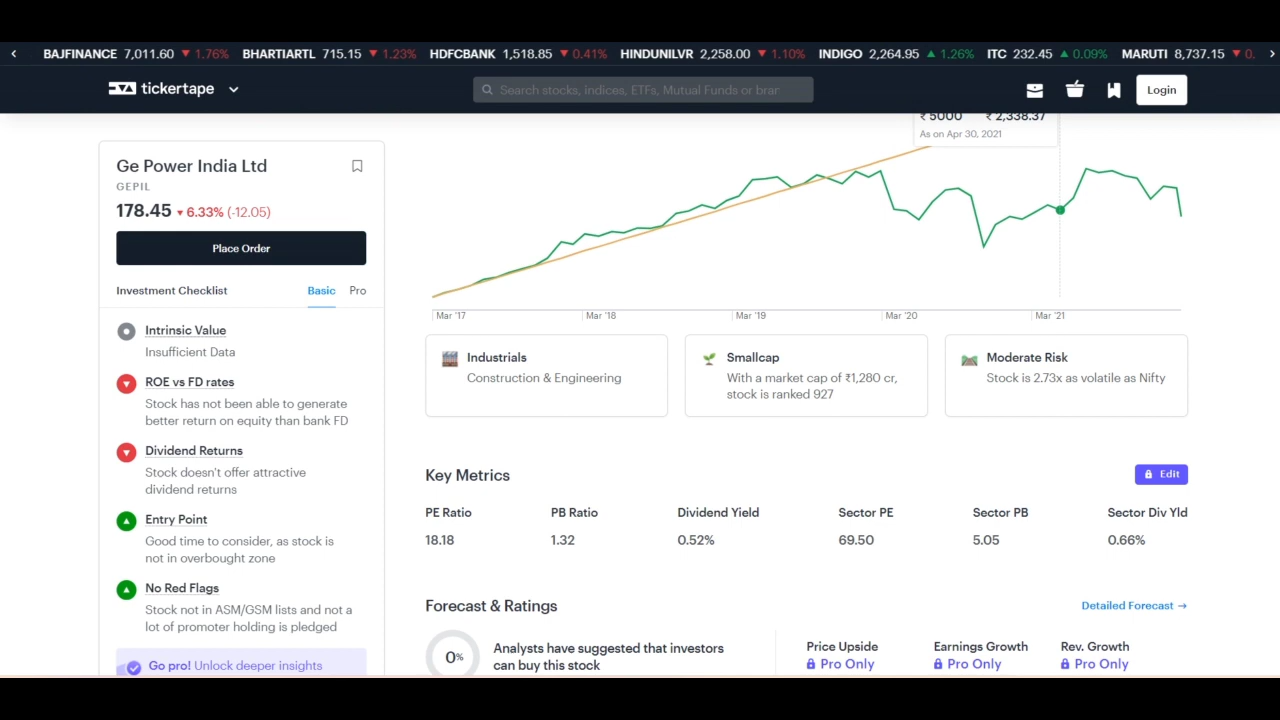 BAJFINANCE 7,011.60 ▼ 1.76% BHARTIARTL 715.15 ▼ 1.23% HDFCBANK 1,518.85 ▼ 0.41% HINDUNILVR 2,258.00 ▼ 1.10% INDIGO 2,264.95 ▲ 1.26% ITC 232.45 ▲ 0.09% MARUTI 8,737.15 ▼ 0.
tickertape
Search stocks, indices, ETFs, Mutual Funds or bran
Login
₹ 5000 ₹ 2,338.37
As on Apr 30, 2021
Ge Power India Ltd
GEPIL
178.45 ▼ 6.33% (-12.05)
Place Order
Investment Checklist Basic Pro
Intrinsic Value
Insufficient Data
ROE vs FD rates
Stock has not been able to generate
better return on equity than bank FD
Dividend Returns
Stock doesn't offer attractive
dividend returns
Entry Point
Good time to consider, as stock is
not in overbought zone
No Red Flags
Stock not in ASM/GSM lists and not a
lot of promoter holding is pledged
Go pro! Unlock deeper insights
Mar '17 Mar '18 Mar '19 Mar '20 Mar '21
Industrials
Construction & Engineering
Smallcap
With a market cap of ₹1,280 cr,
stock is ranked 927
Moderate Risk
Stock is 2.73x as volatile as Nifty
Key Metrics
Edit
PE Ratio PB Ratio Dividend Yield Sector PE Sector PB Sector Div Yld
18.18 1.32 0.52% 69.50 5.05 0.66%
Forecast & Ratings
Detailed Forecast →
0%
Analysts have suggested that investors
can buy this stock
Price Upside Earnings Growth Rev. Growth
Pro Only Pro Only Pro Only